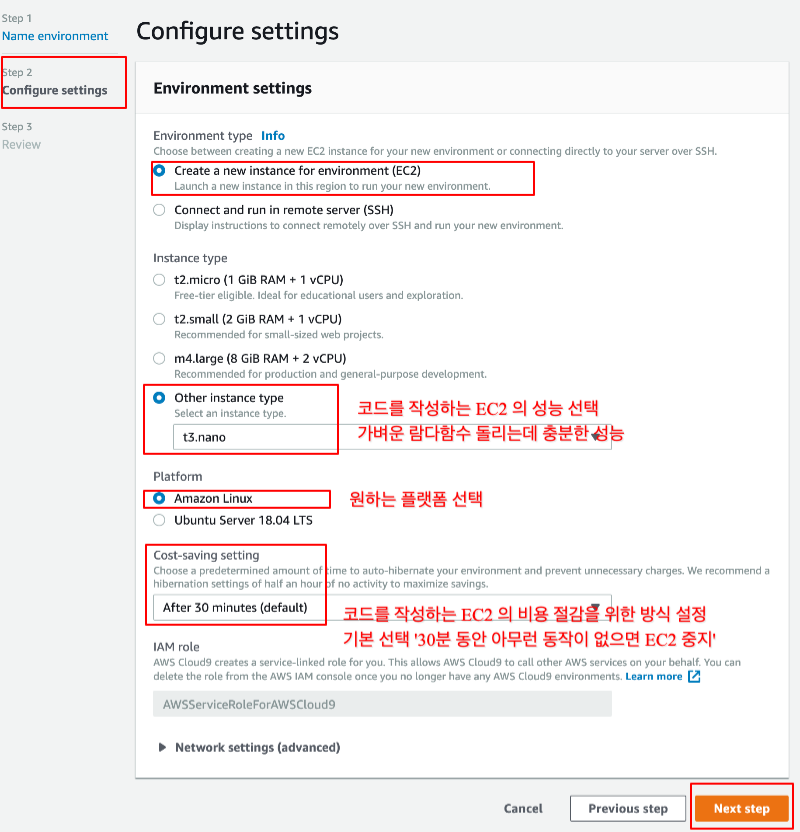 Step 1
Name environment
Step 2
Configure settings
Step 3
Review
Configure settings
Environment settings
Environment type Info
Choose between creating a new EC2 instance for your new environment or connecting directly to your server over SSH.
Create a new instance for environment (EC2)
Launch a new instance in this region to run your new environment.
Connect and run in remote server (SSH)
Display instructions to connect remotely over SSH and run your new environment.
Instance type
t2.micro (1 GiB RAM + 1 vCPU)
Free-tier eligible. Ideal for educational users and exploration.
t2.small (2 GiB RAM + 1 vCPU)
Recommended for small-sized web projects.
m4.large (8 GiB RAM + 2 vCPU)
Recommended for production and general-purpose development.
Other instance type
Select an instance type.
t3.nano
코드를 작성하는 EC2 의 성능 선택
가벼운 람다함수 돌리는데 충분한 성능
Platform
Amazon Linux
원하는 플랫폼 선택
Ubuntu Server 18.04 LTS
Cost-saving setting
Choose a predetermined amount of time to auto-hibernate your environment and prevent unnecessary charges. We recommend a
hibernation settings of half an hour of no activity to maximize savings.
After 30 minutes (default)
코드를 작성하는 EC2 의 비용 절감을 위한 방식 설정
기본 선택 '30분 동안 아무런 동작이 없으면 EC2 중지'
IAM role
AWS Cloud9 creates a service-linked role for you. This allows AWS Cloud9 to call other AWS services on your behalf. You can
delete the role from the AWS IAM console once you no longer have any AWS Cloud9 environments. Learn more
AWSServiceRoleForAWSCloud9
Network settings (advanced)
Cancel
Previous step
Next step